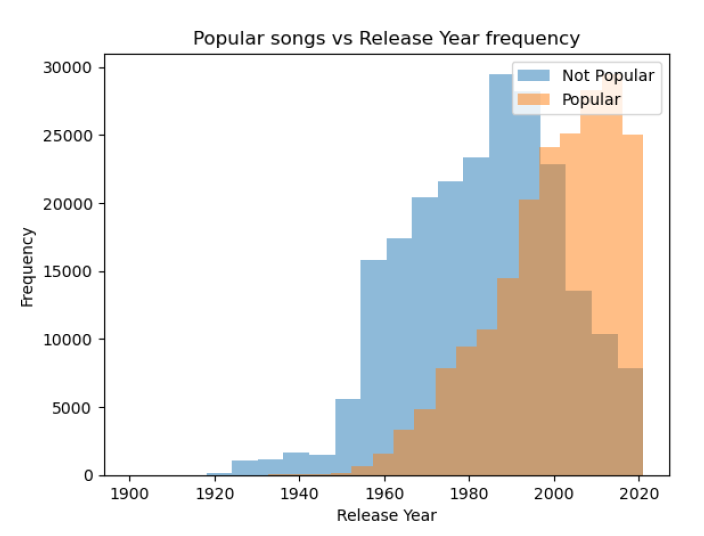 Popular songs vs Release Year frequency
Not Popular
Popular
30000
25000
20000
15000
10000
5000
0
Frequency
1900 1920 1940 1960 1980 2000 2020
Release Year